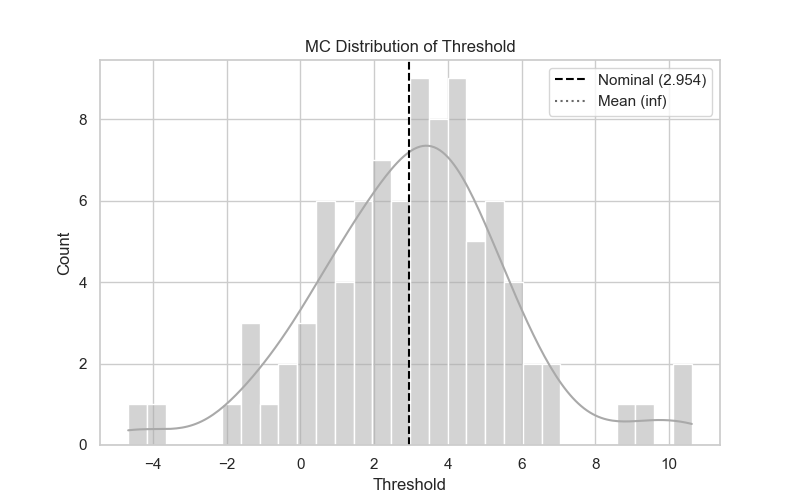 MC Distribution of Threshold
Nominal (2.954)
Mean (inf)
Count
8
6
4
2
0
−4 −2 0 2 4 6 8 10
Threshold